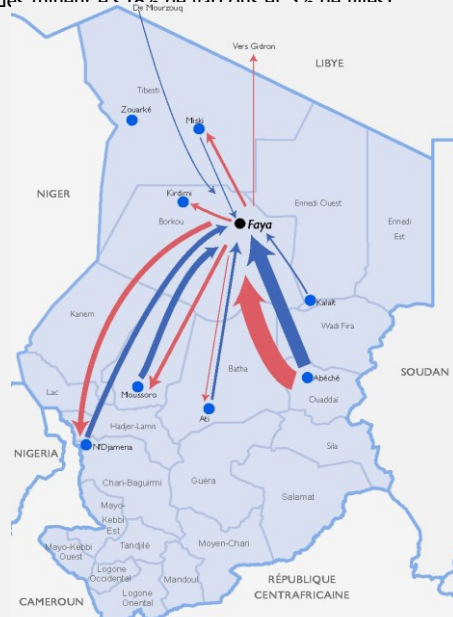 De Mourzouq
Vers Gidron
LIBYE
Tibesti
Zouarké
Miski
NIGER
Kirdimi
Borkou
Faya
Ennedi Ouest
Ennedi
Est
Kalaït
Kanem
Wadi Fira
Batha
SOUDAN
Abéché
Ouaddaï
Lac
Moussoro
Ati
Hadjer-Lamis
NIGERIA
N'Djamena
Sila
Chari-Baguirmi
Guéra
Salamat
Mayo-
Kebbi
Est
Mayo-Kebbi
Ouest
Tandjilé
Moyen-Chari
Logone
Occidental
Mandoul
RÉPUBLIQUE
CENTRAFRICAINE
CAMEROUN
Logone
Oriental